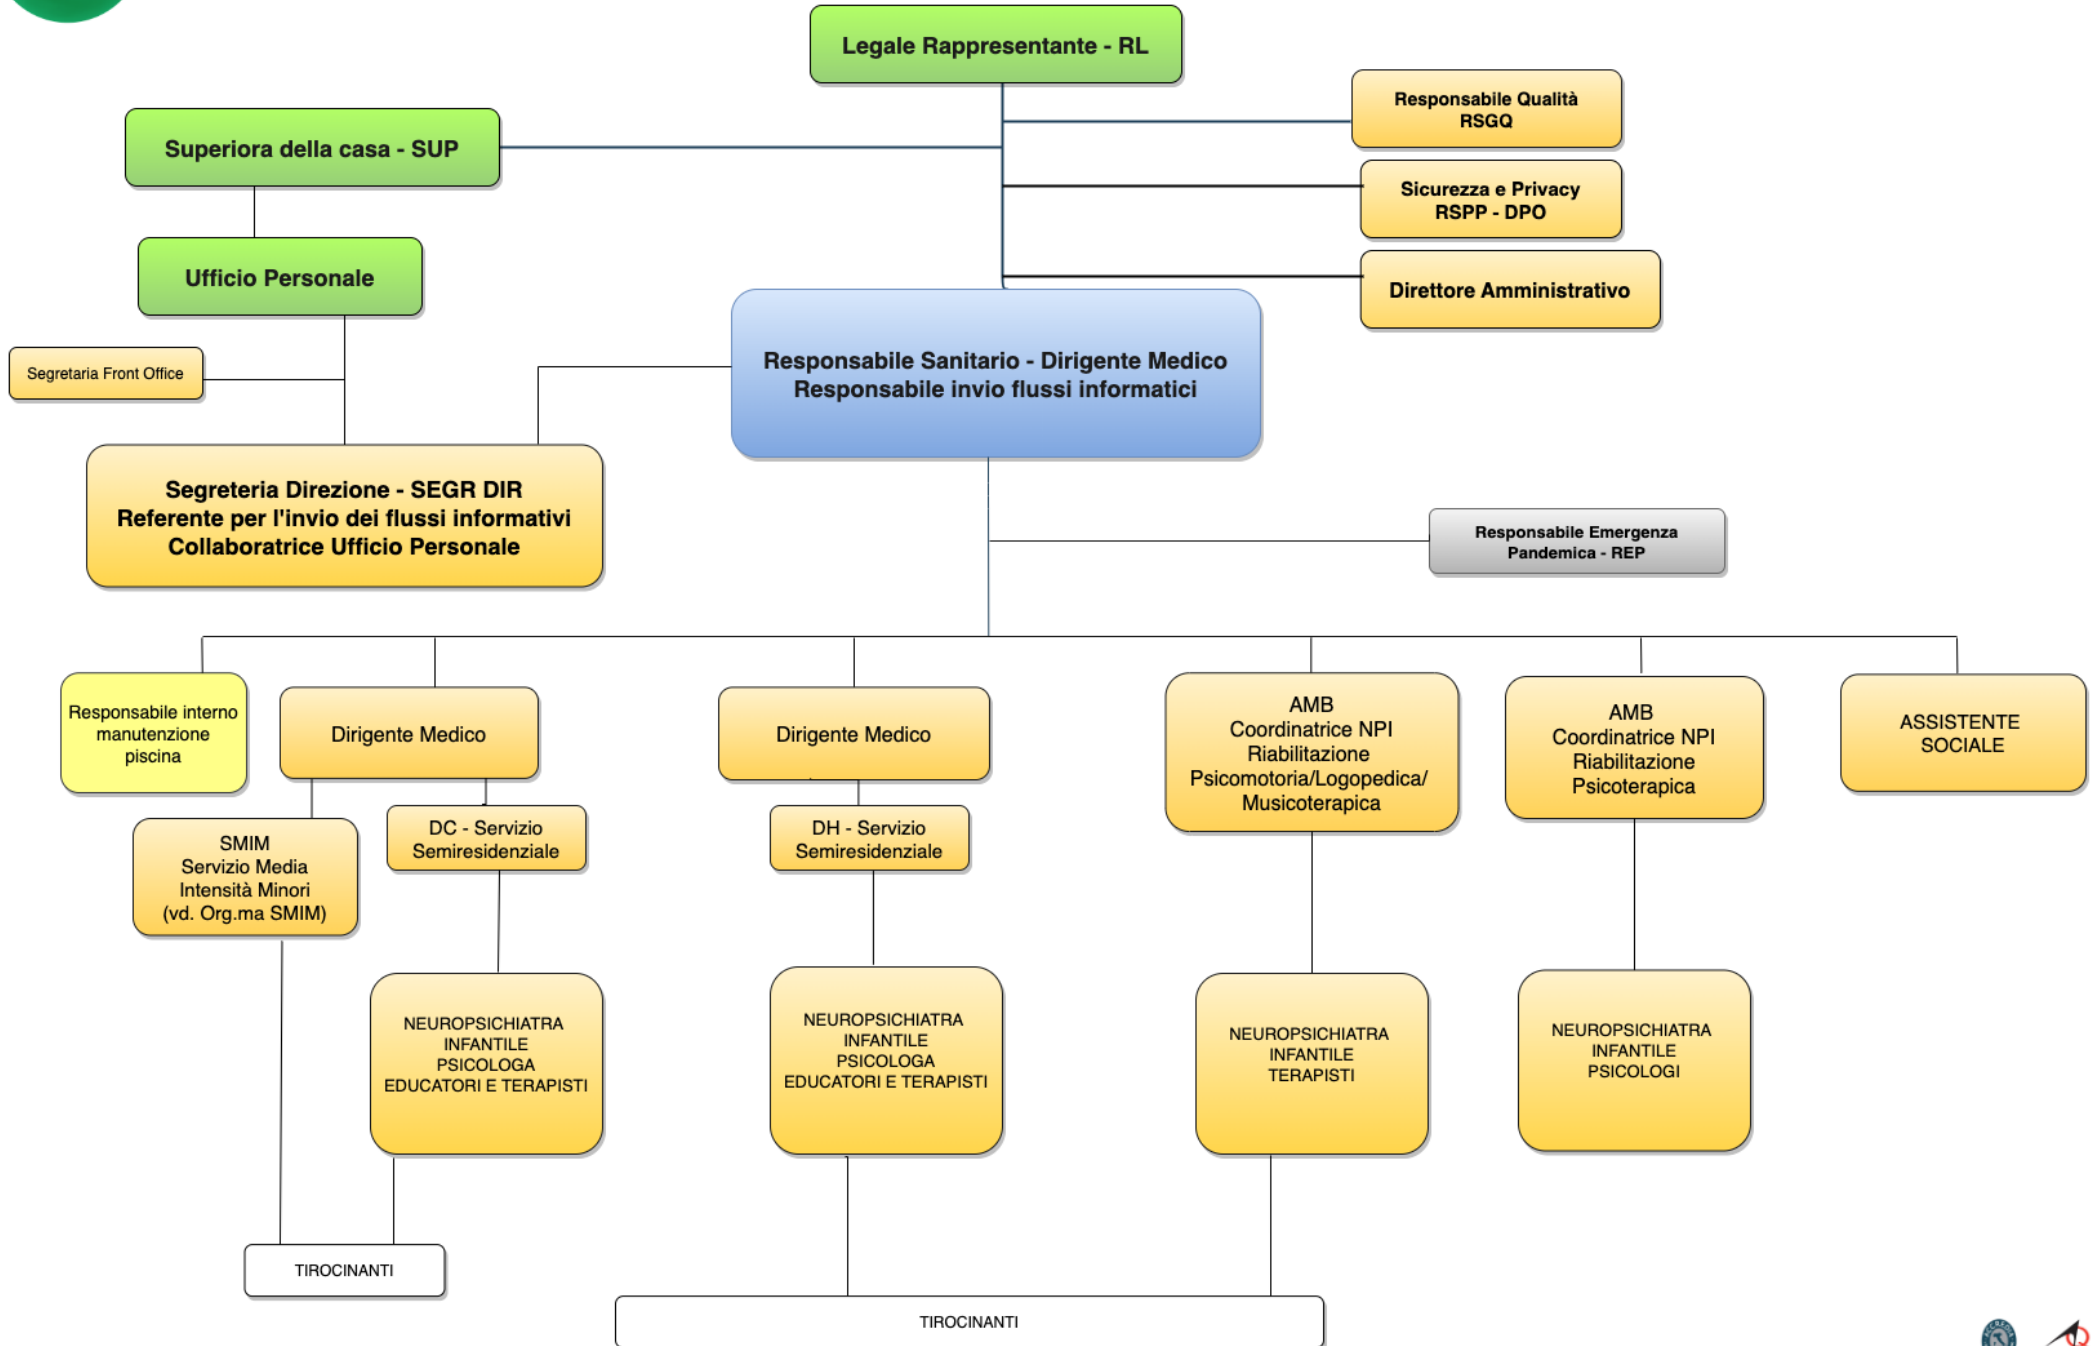 Legale Rappresentante - RL
Responsabile Qualità
RSGQ
Superiora della casa - SUP
Sicurezza e Privacy
RSPP - DPO
Ufficio Personale
Direttore Amministrativo
Segretaria Front Office
Responsabile Sanitario - Dirigente Medico
Responsabile invio flussi informatici
Segreteria Direzione - SEGR DIR
Referente per l'invio dei flussi informativi
Collaboratrice Ufficio Personale
Responsabile Emergenza
Pandemica - REP
Responsabile interno
manutenzione
piscina
Dirigente Medico
Dirigente Medico
AMB
Coordinatrice NPI
Riabilitazione
Psicomotoria/Logopedica/
Musicoterapica
AMB
Coordinatrice NPI
Riabilitazione
Psicoterapica
ASSISTENTE
SOCIALE
SMIM
Servizio Media
Intensità Minori
(vd. Org.ma SMIM)
DC - Servizio
Semiresidenziale
DH - Servizio
Semiresidenziale
NEUROPSICHIATRA
INFANTILE
PSICOLOGA
EDUCATORI E TERAPISTI
NEUROPSICHIATRA
INFANTILE
PSICOLOGA
EDUCATORI E TERAPISTI
NEUROPSICHIATRA
INFANTILE
TERAPISTI
NEUROPSICHIATRA
INFANTILE
PSICOLOGI
TIROCINANTI
TIROCINANTI